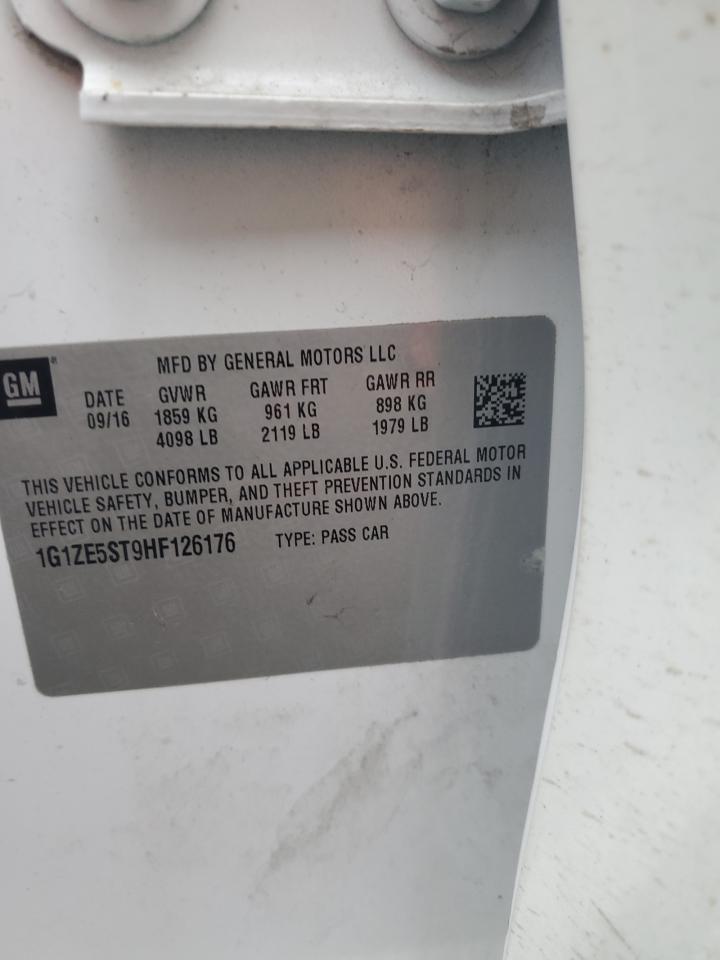 GM
MFD BY GENERAL MOTORS LLC
DATE GVWR GAWR FRT GAWR RR
09/16 1859 KG 961 KG 898 KG
4098 LB 2119 LB 1979 LB
THIS VEHICLE CONFORMS TO ALL APPLICABLE U.S. FEDERAL MOTOR
VEHICLE SAFETY, BUMPER, AND THEFT PREVENTION STANDARDS IN
EFFECT ON THE DATE OF MANUFACTURE SHOWN ABOVE.
1G1ZE5ST9HF126176 TYPE: PASS CAR